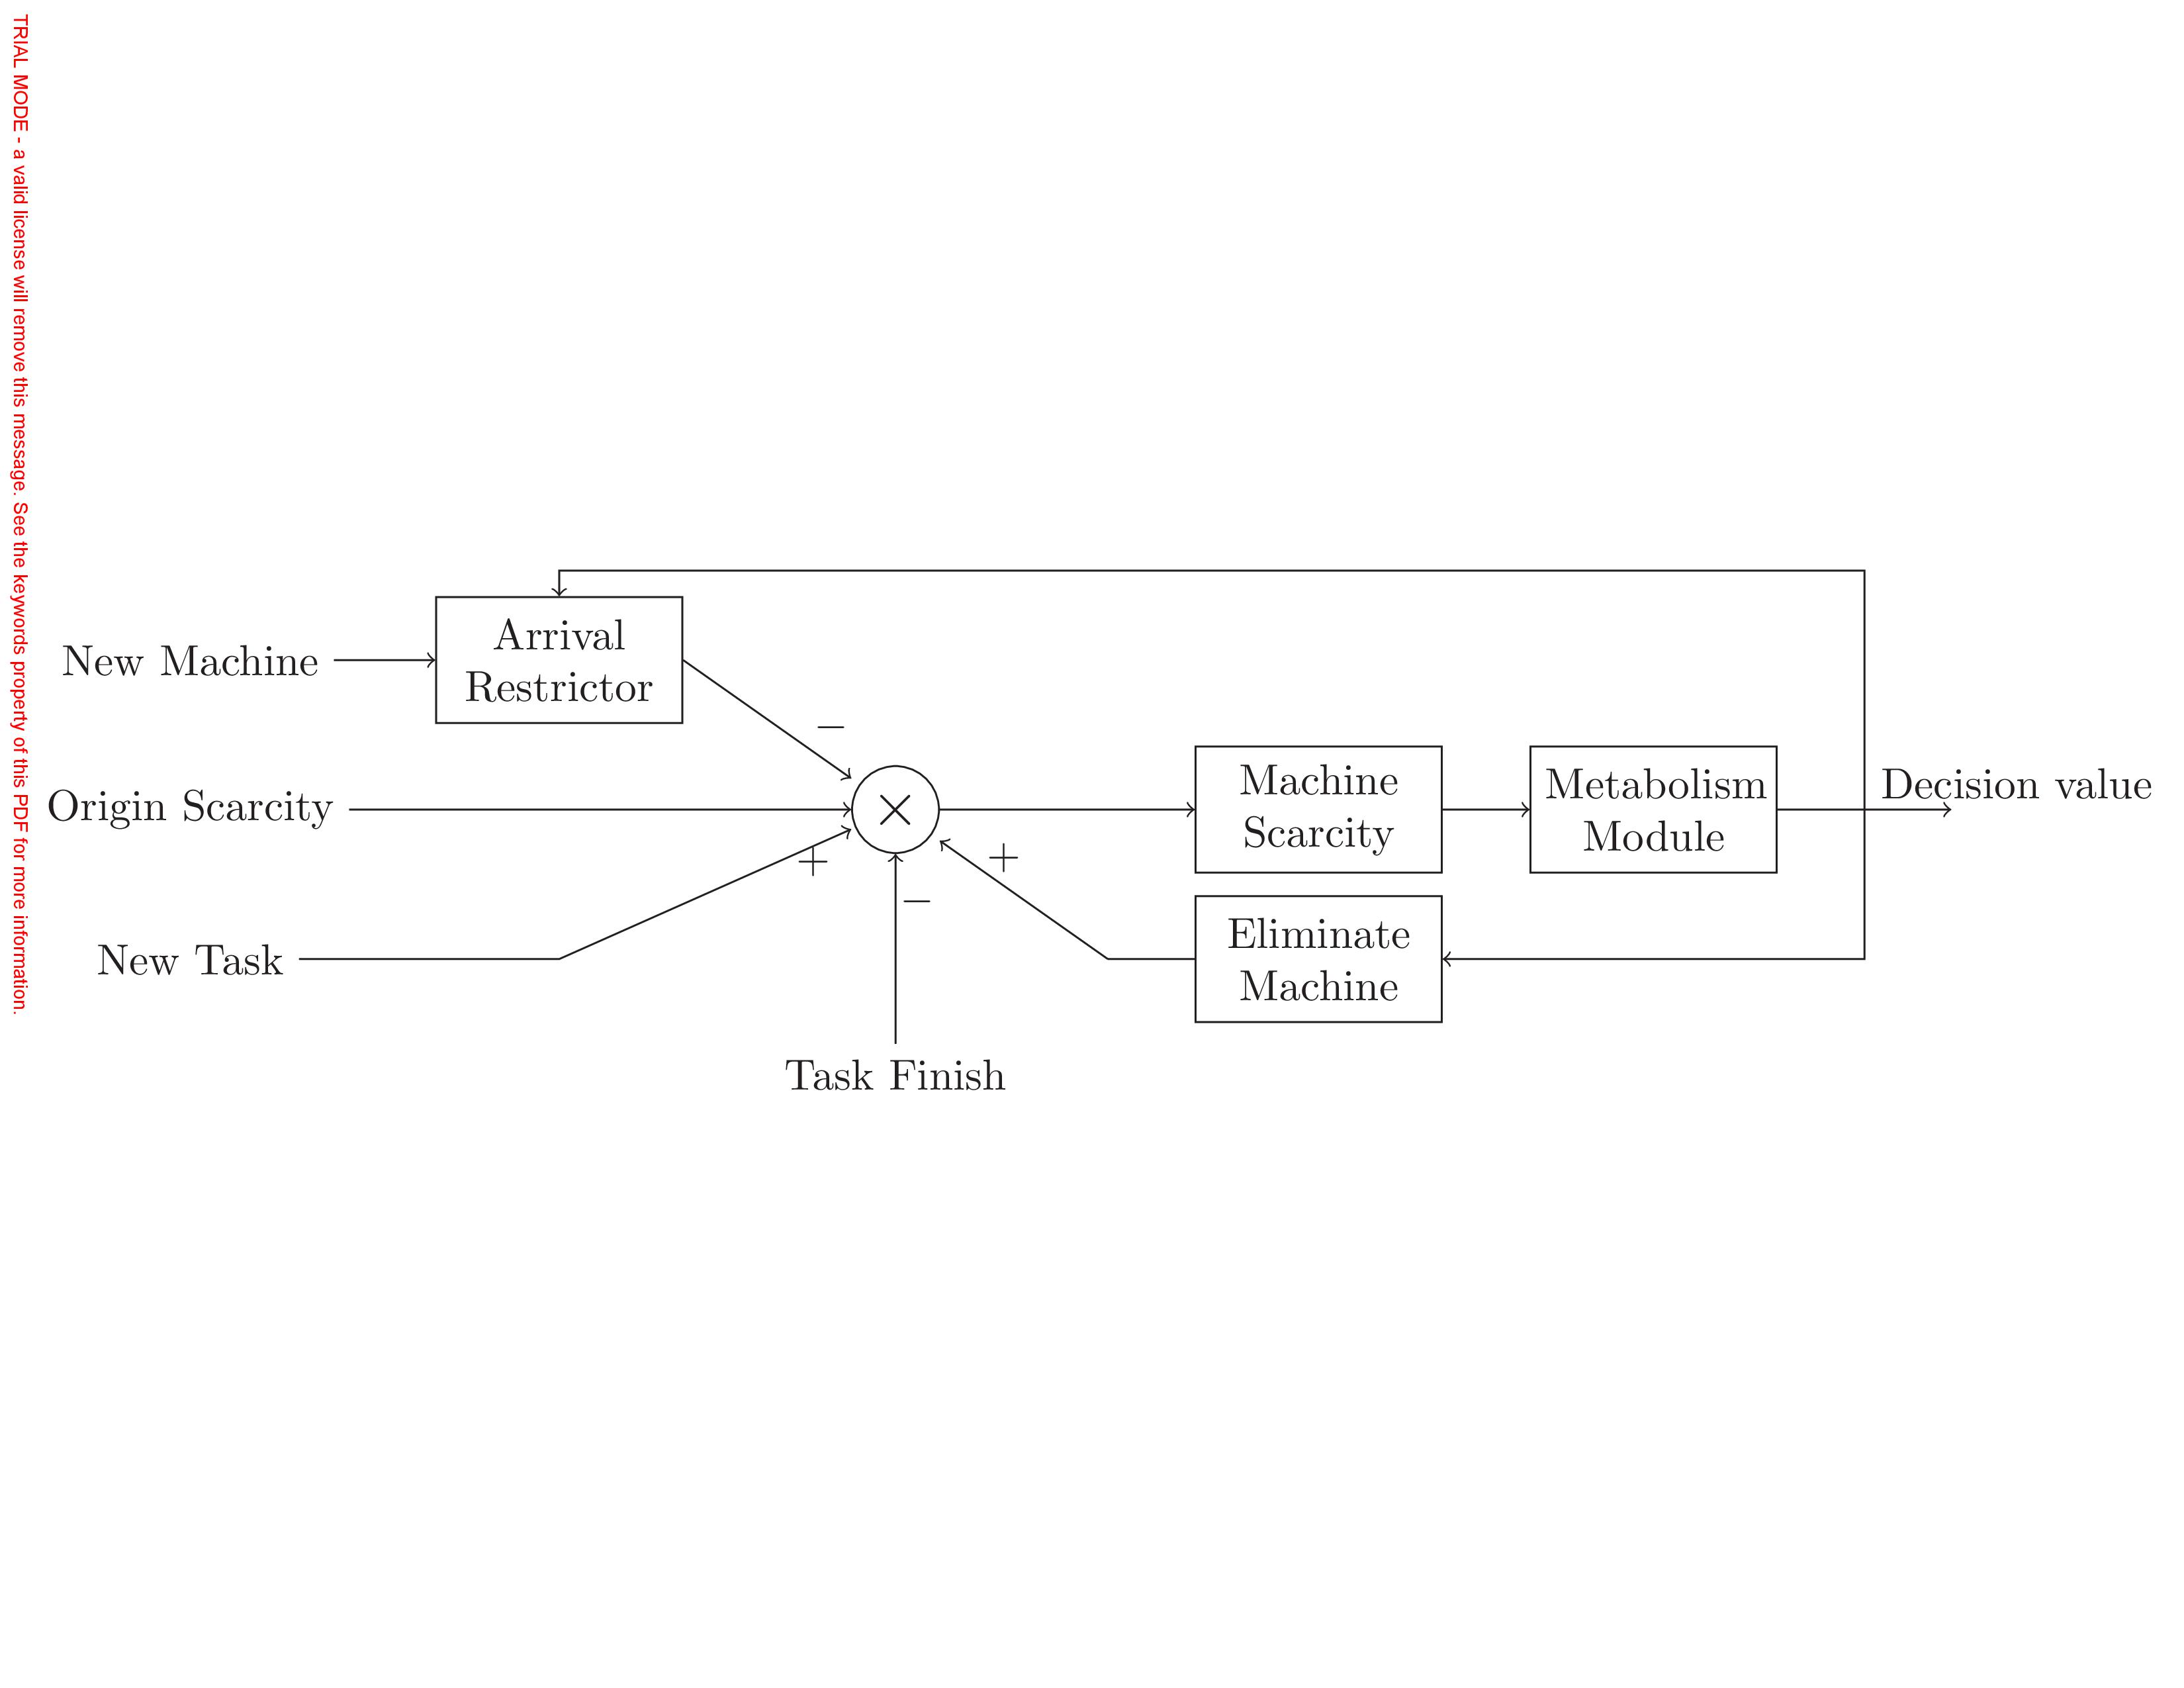 TRIAL MODE - a valid license will remove this message. See the keywords property of this PDF for more information.
Arrival
Restrictor
New Machine
−
Origin Scarcity
×
Machine
Scarcity
Metabolism
Module
Decision value
+
+
−
New Task
Eliminate
Machine
Task Finish